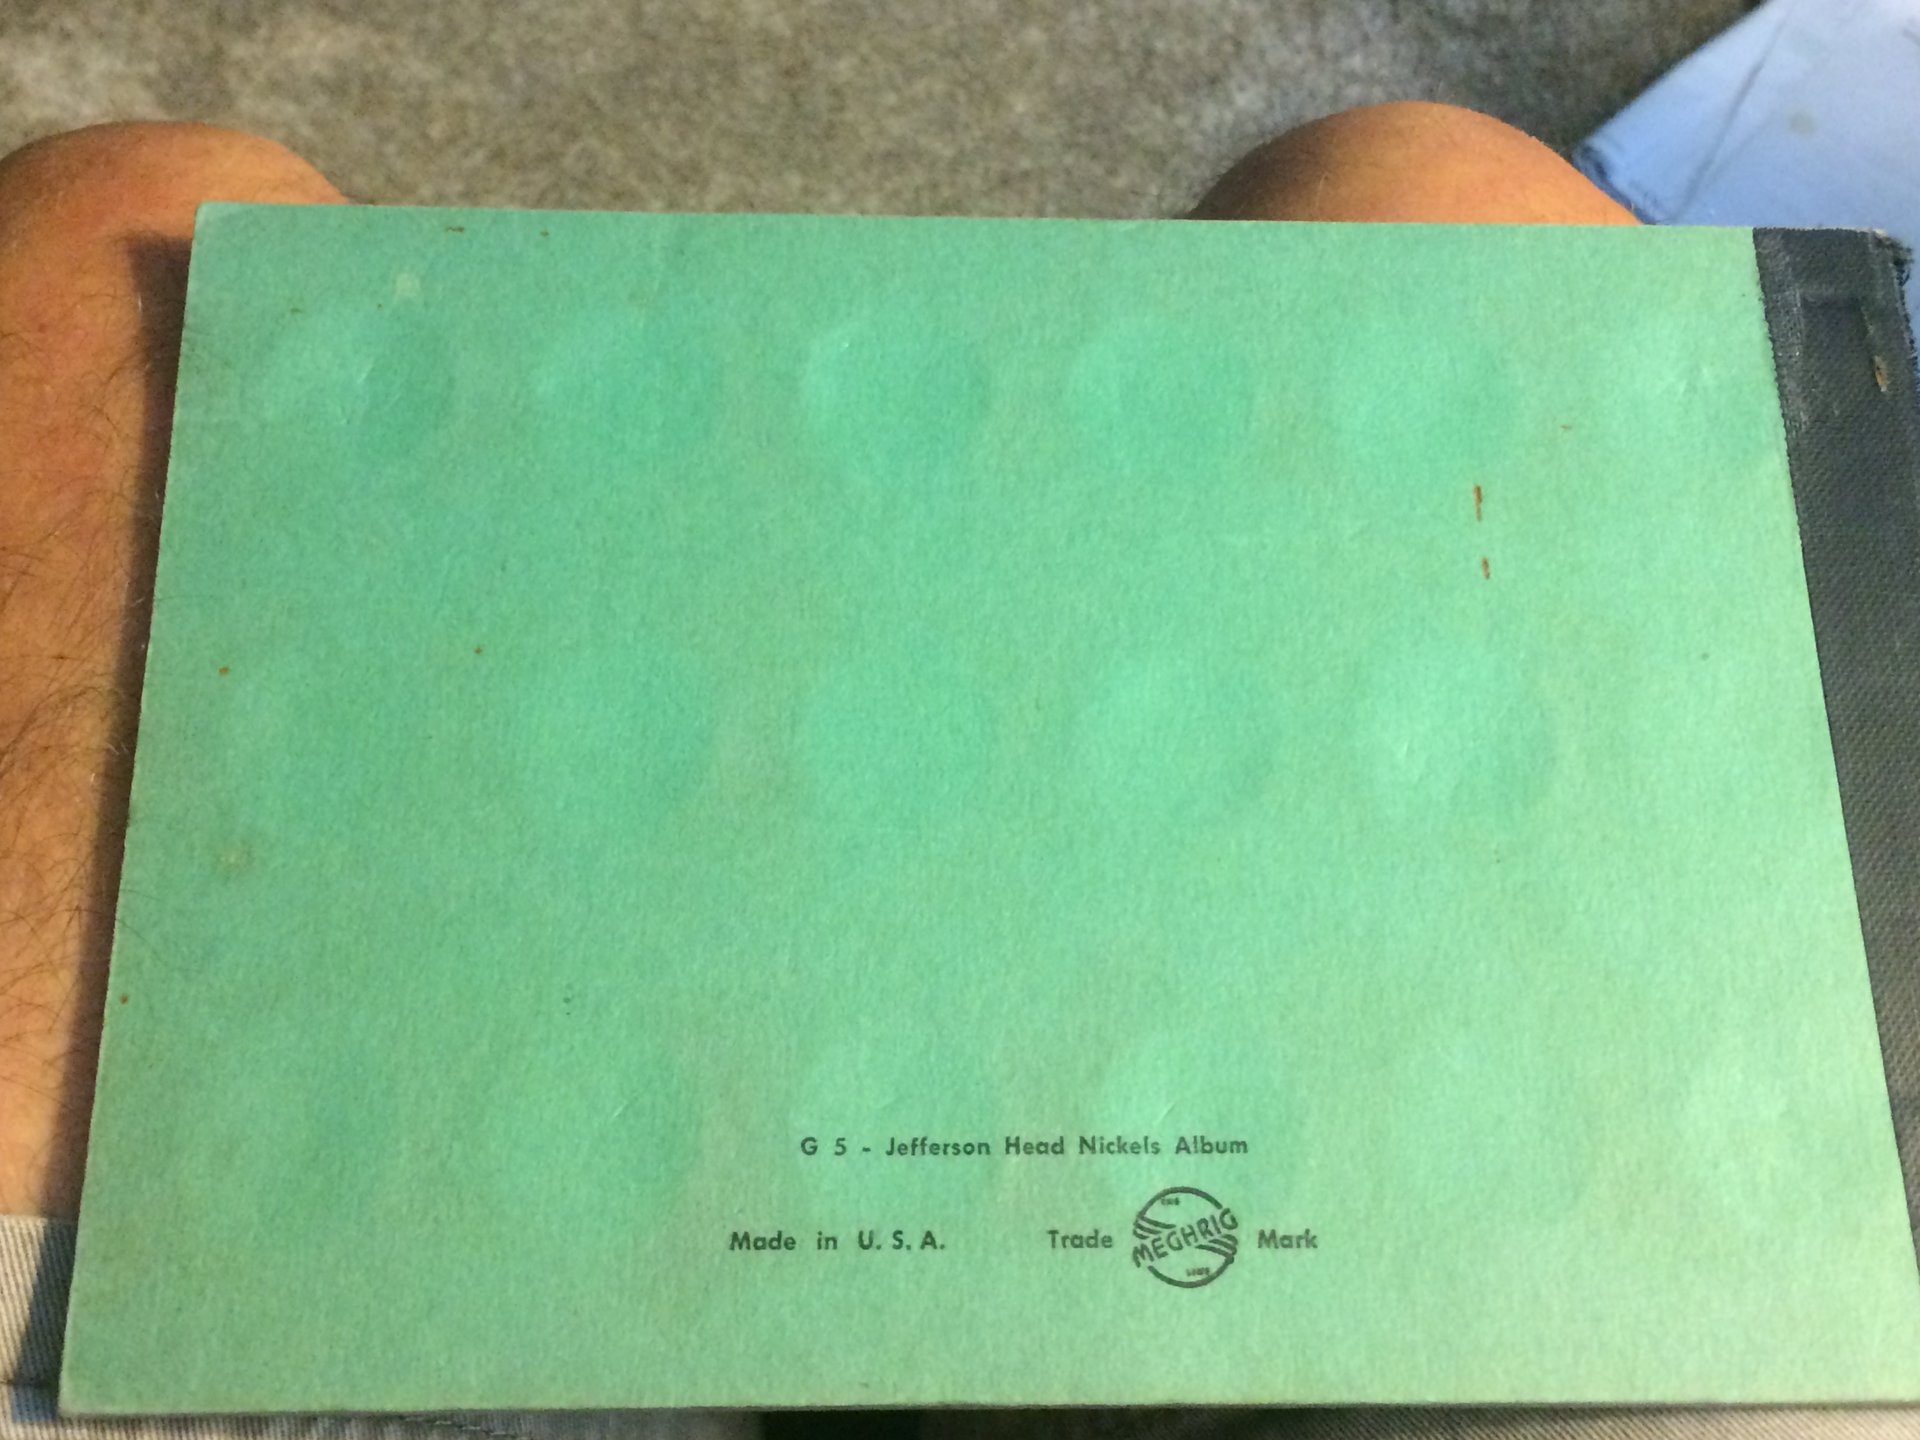 G 5 - Jefferson Head Nickels Album
Made in U. S. A. Trade MEGHRIG Mark